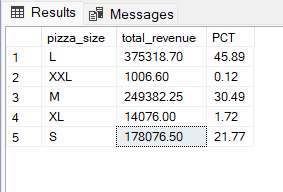 Results Messages
pizza_size total_revenue PCT
1 L 375318.70 45.89
2 XXL 1006.60 0.12
3 M 249382.25 30.49
4 XL 14076.00 1.72
5 S 178076.50 21.77